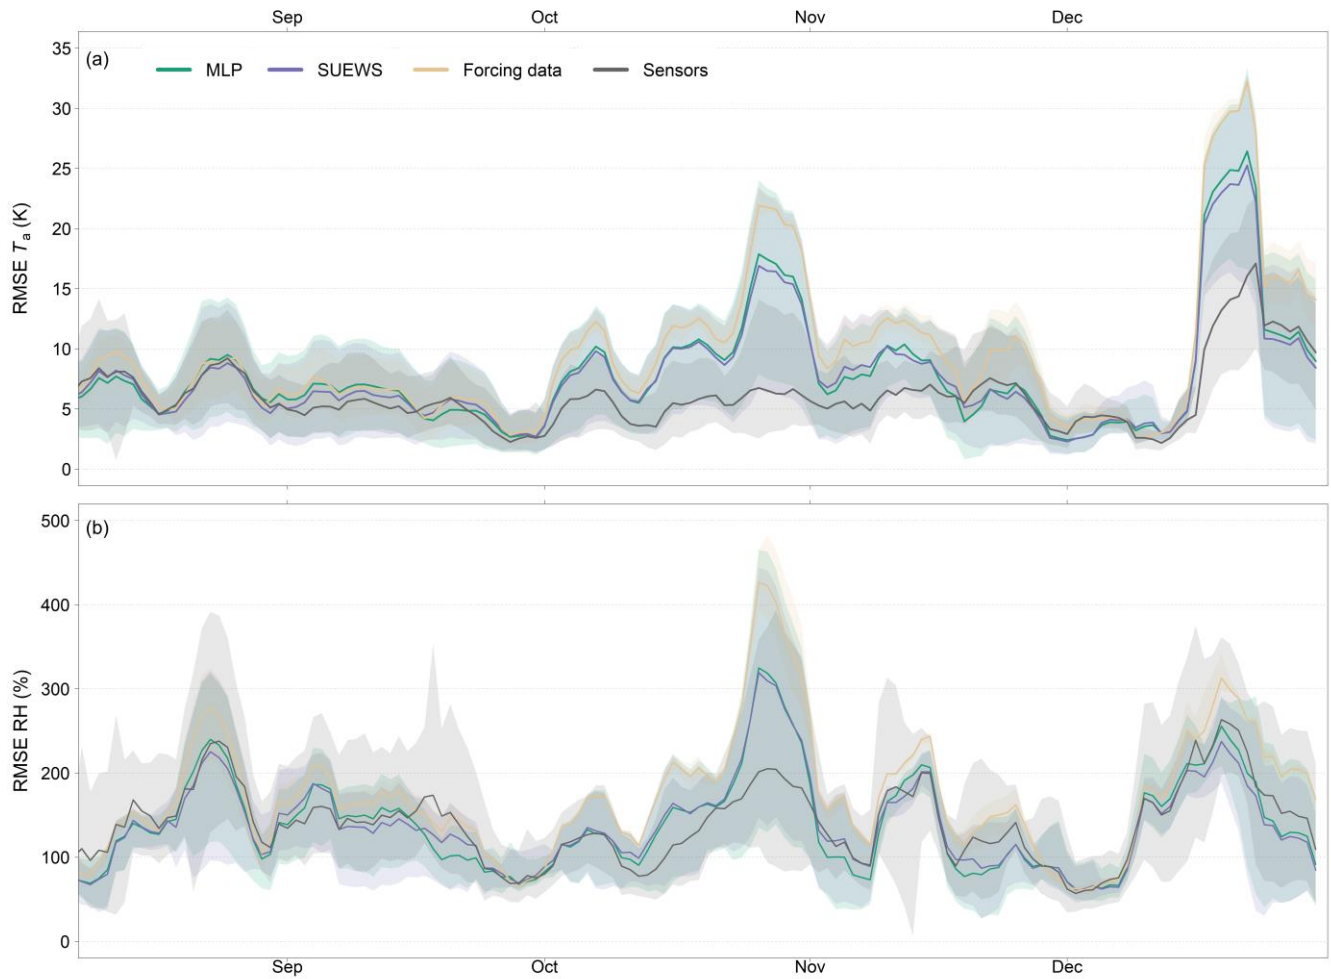 Sep Oct Nov Dec
(a) MLP SUEWS Forcing data Sensors
35
30
25
20
15
10
5
0
RMSE Ta (K)
(b)
500
400
300
200
100
0
RMSE RH (%)
Sep Oct Nov Dec